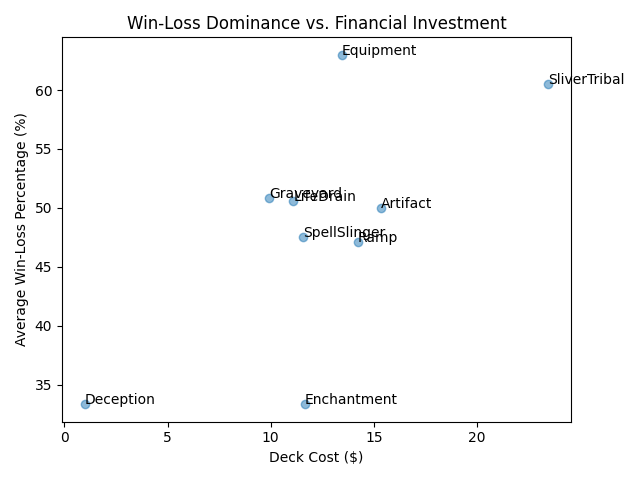 Win-Loss Dominance vs. Financial Investment
Average Win-Loss Percentage (%)
60
55
50
45
40
35
Equipment
SliverTribal
Graveyard
LifeDrain
Artifact
SpellSlinger
Ramp
Deception
Enchantment
0 5 10 15 20
Deck Cost ($)